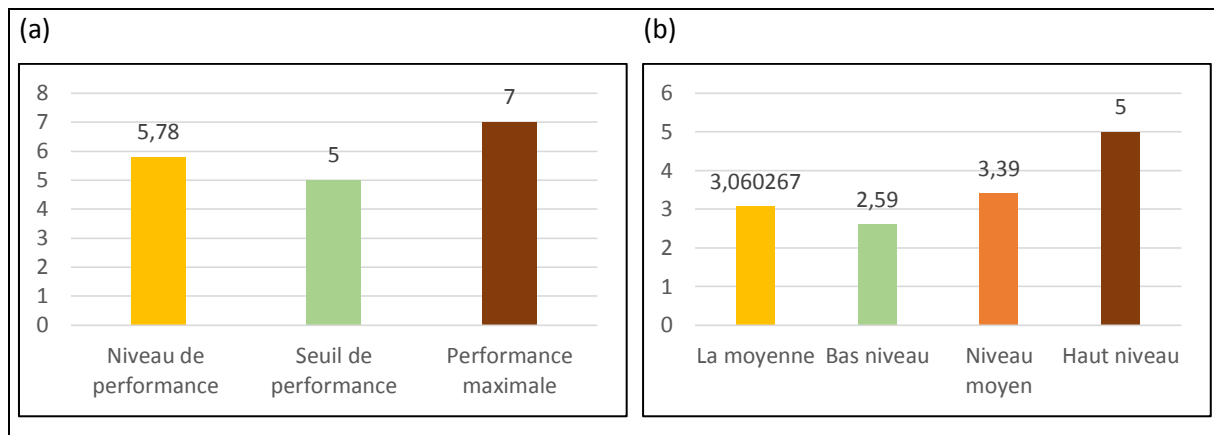 (a)
8
7
6
5
4
3
2
1
0
5,78
5
7
Niveau de
performance
Seuil de
performance
Performance
maximale
(b)
6
5
4
3
2
1
0
3,060267
2,59
3,39
5
La moyenne
Bas niveau
Niveau
moyen
Haut niveau